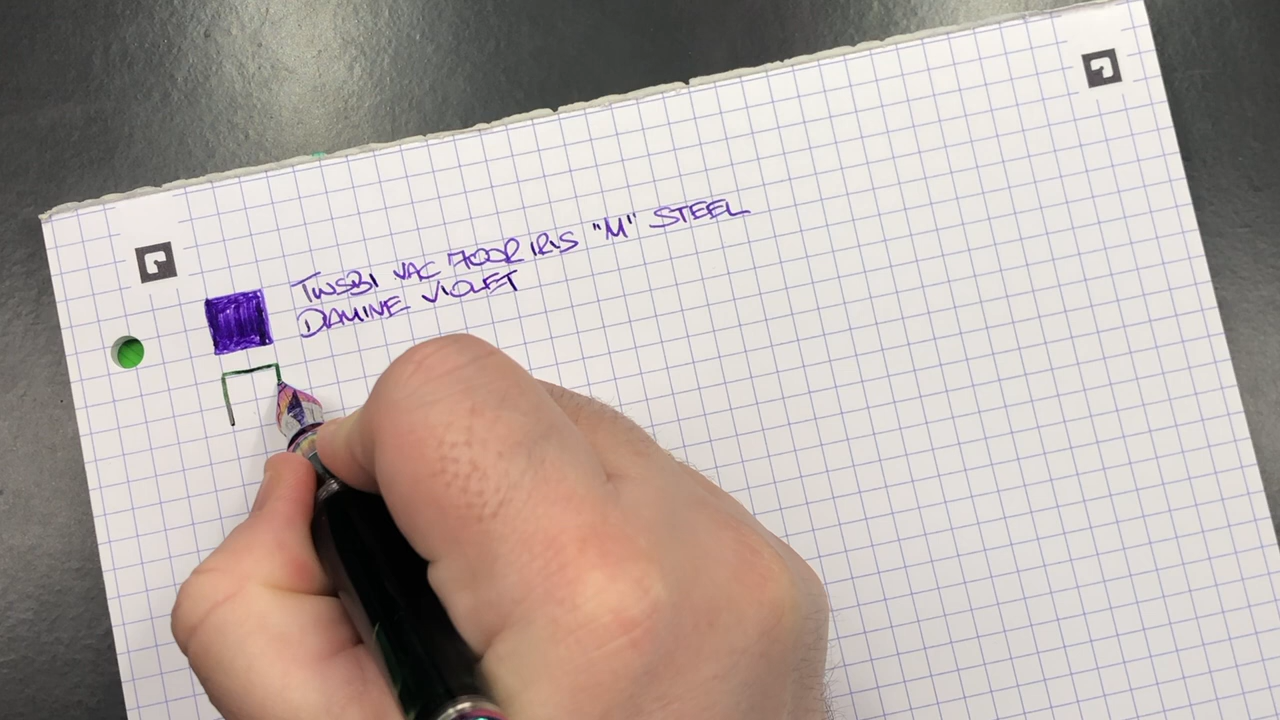 TWSBI VAC 700R IRIS "M" STEEL
DIAMINE VIOLET